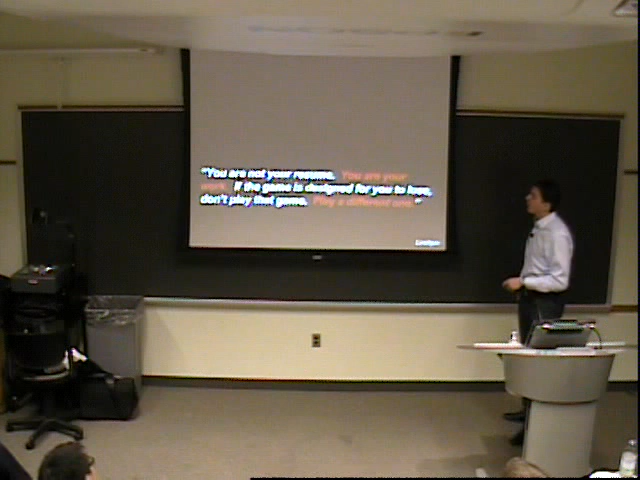 "You are not your resume. You are your
work. If the game is designed for you to lose,
don't play that game. Play a different one."